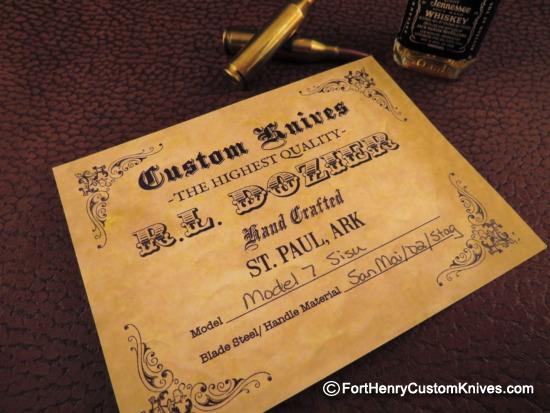 Tennessee
WHISKEY
Custom Knives
-THE HIGHEST QUALITY-
R.L. DOZIER
Hand Crafted
ST. PAUL, ARK
Model 7 Sisu
Blade Steel/Handle Material San Mai/D2/Stag
©FortHenryCustomKnives.com